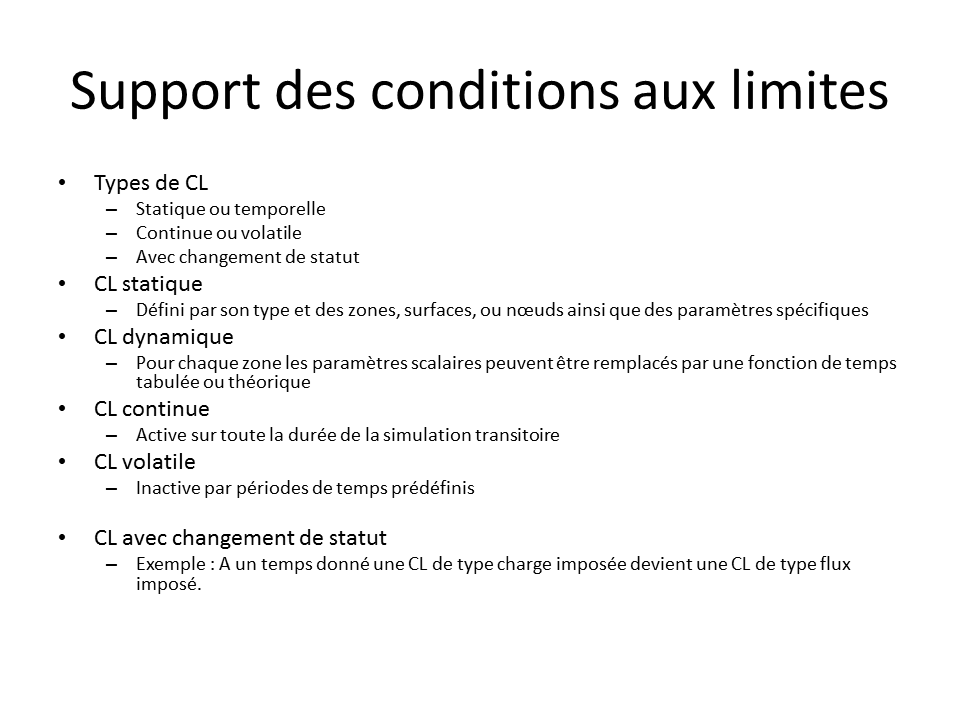 Support des conditions aux limites
• Types de CL
– Statique ou temporelle
– Continue ou volatile
– Avec changement de statut
• CL statique
– Défini par son type et des zones, surfaces, ou nœuds ainsi que des paramètres spécifiques
• CL dynamique
– Pour chaque zone les paramètres scalaires peuvent être remplacés par une fonction de temps
tabulée ou théorique
• CL continue
– Active sur toute la durée de la simulation transitoire
• CL volatile
– Inactive par périodes de temps prédéfinis
• CL avec changement de statut
– Exemple : A un temps donné une CL de type charge imposée devient une CL de type flux
imposé.